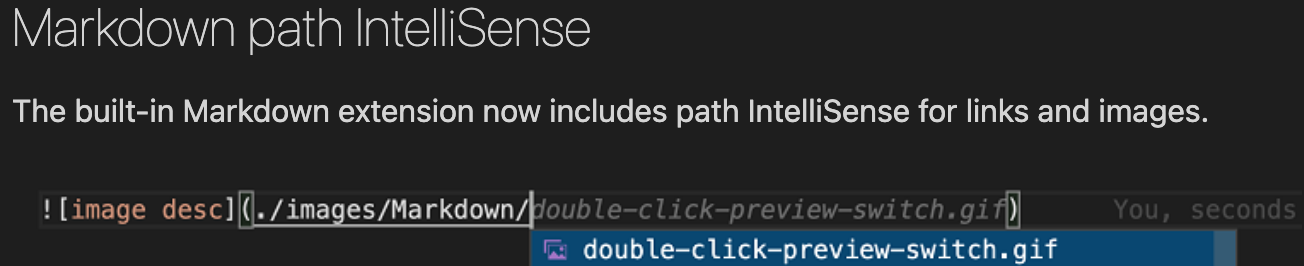 Markdown path IntelliSense
The built-in Markdown extension now includes path IntelliSense for links and images.
![image desc](./images/Markdown/double-click-preview-switch.gif) You, seconds
double-click-preview-switch.gif